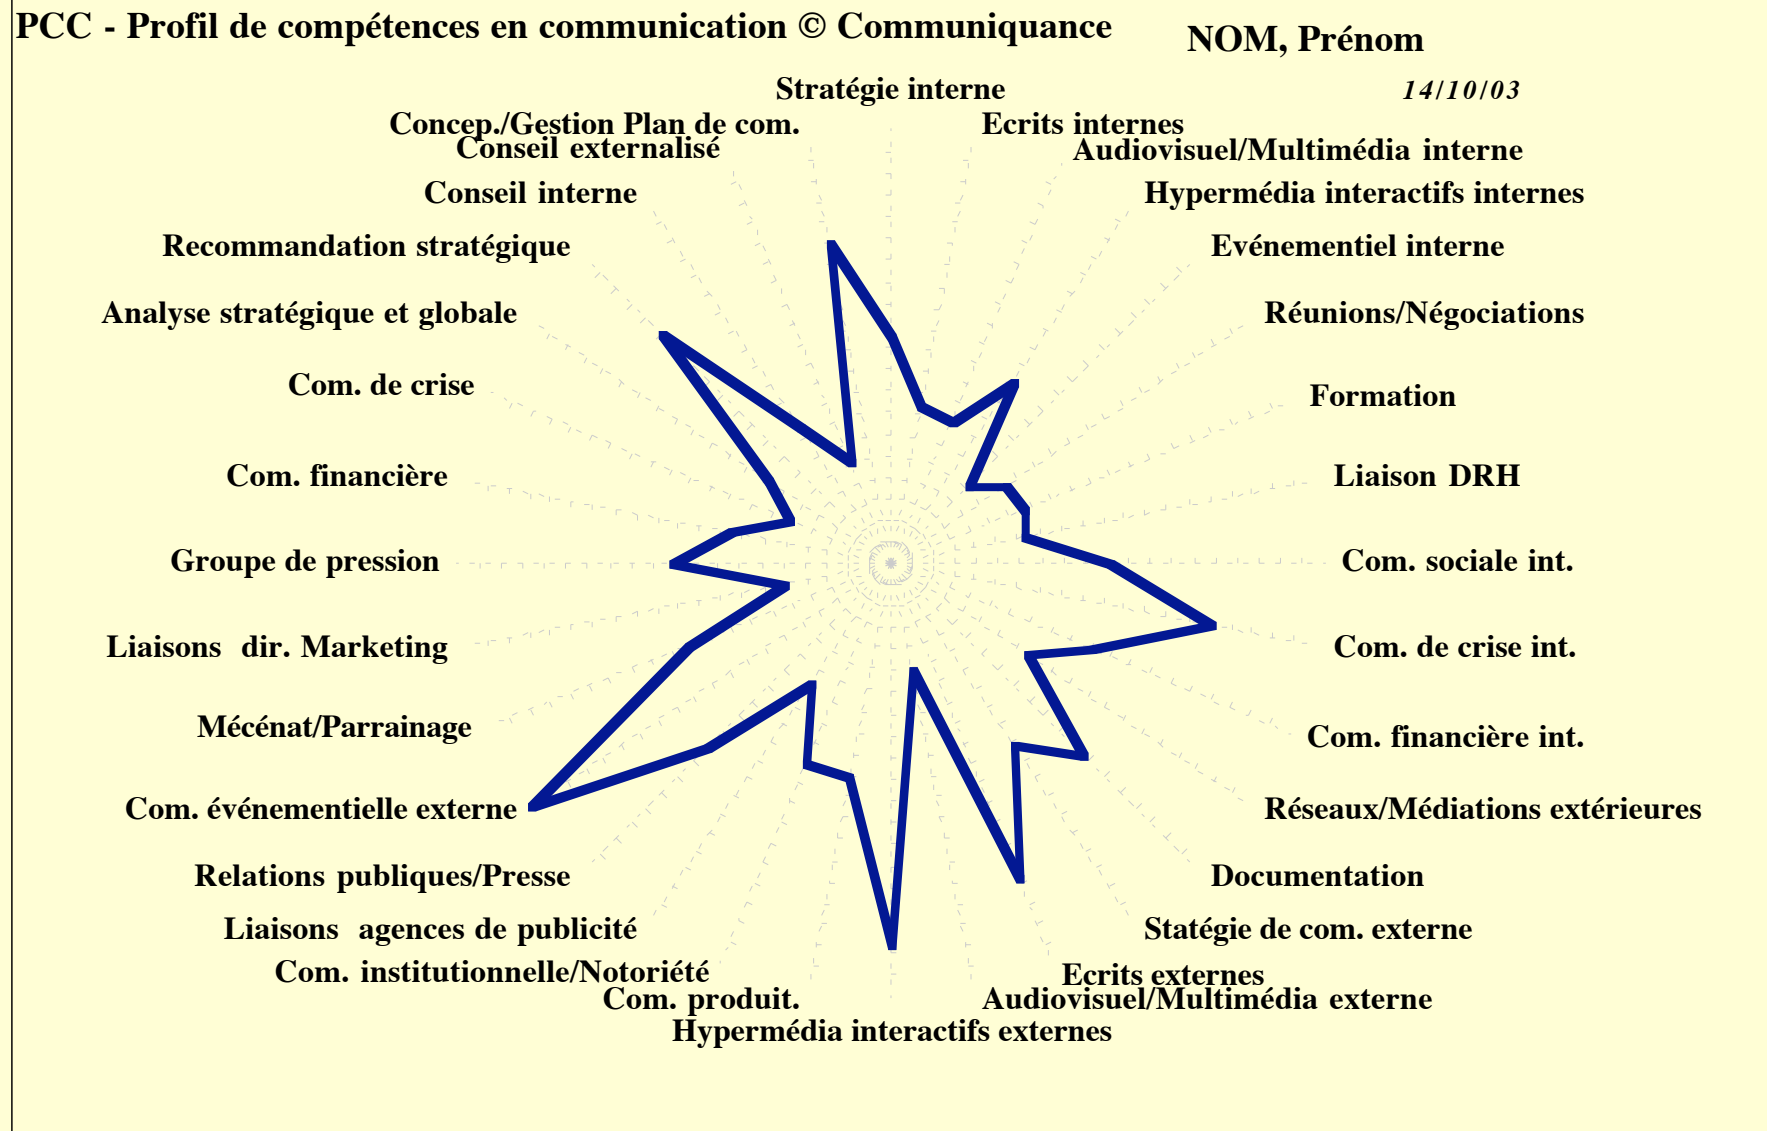 PCC - Profil de compétences en communication © Communiquance
NOM, Prénom
14/10/03
Stratégie interne
Concep./Gestion Plan de com.
Ecrits internes
Conseil externalisé
Audiovisuel/Multimédia interne
Conseil interne
Hypermédia interactifs internes
Recommandation stratégique
Evénementiel interne
Analyse stratégique et globale
Réunions/Négociations
Com. de crise
Formation
Com. financière
Liaison DRH
Groupe de pression
Com. sociale int.
Liaisons dir. Marketing
Com. de crise int.
Mécénat/Parrainage
Com. financière int.
Com. événementielle externe
Réseaux/Médiations extérieures
Relations publiques/Presse
Documentation
Liaisons agences de publicité
Statégie de com. externe
Com. institutionnelle/Notoriété
Ecrits externes
Com. produit.
Audiovisuel/Multimédia externe
Hypermédia interactifs externes